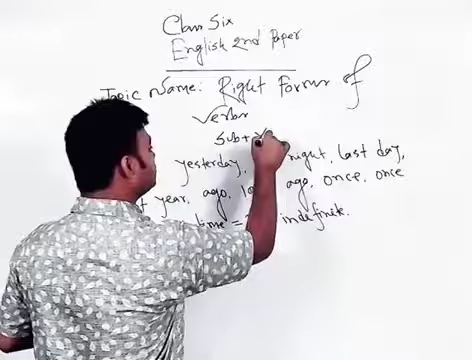 Class Six
English 2nd Paper
Topic Name: Right Forms of
Verbs
Sub+
yesterday, night, last day,
year, ago, ago, once, once
time = indefinite.